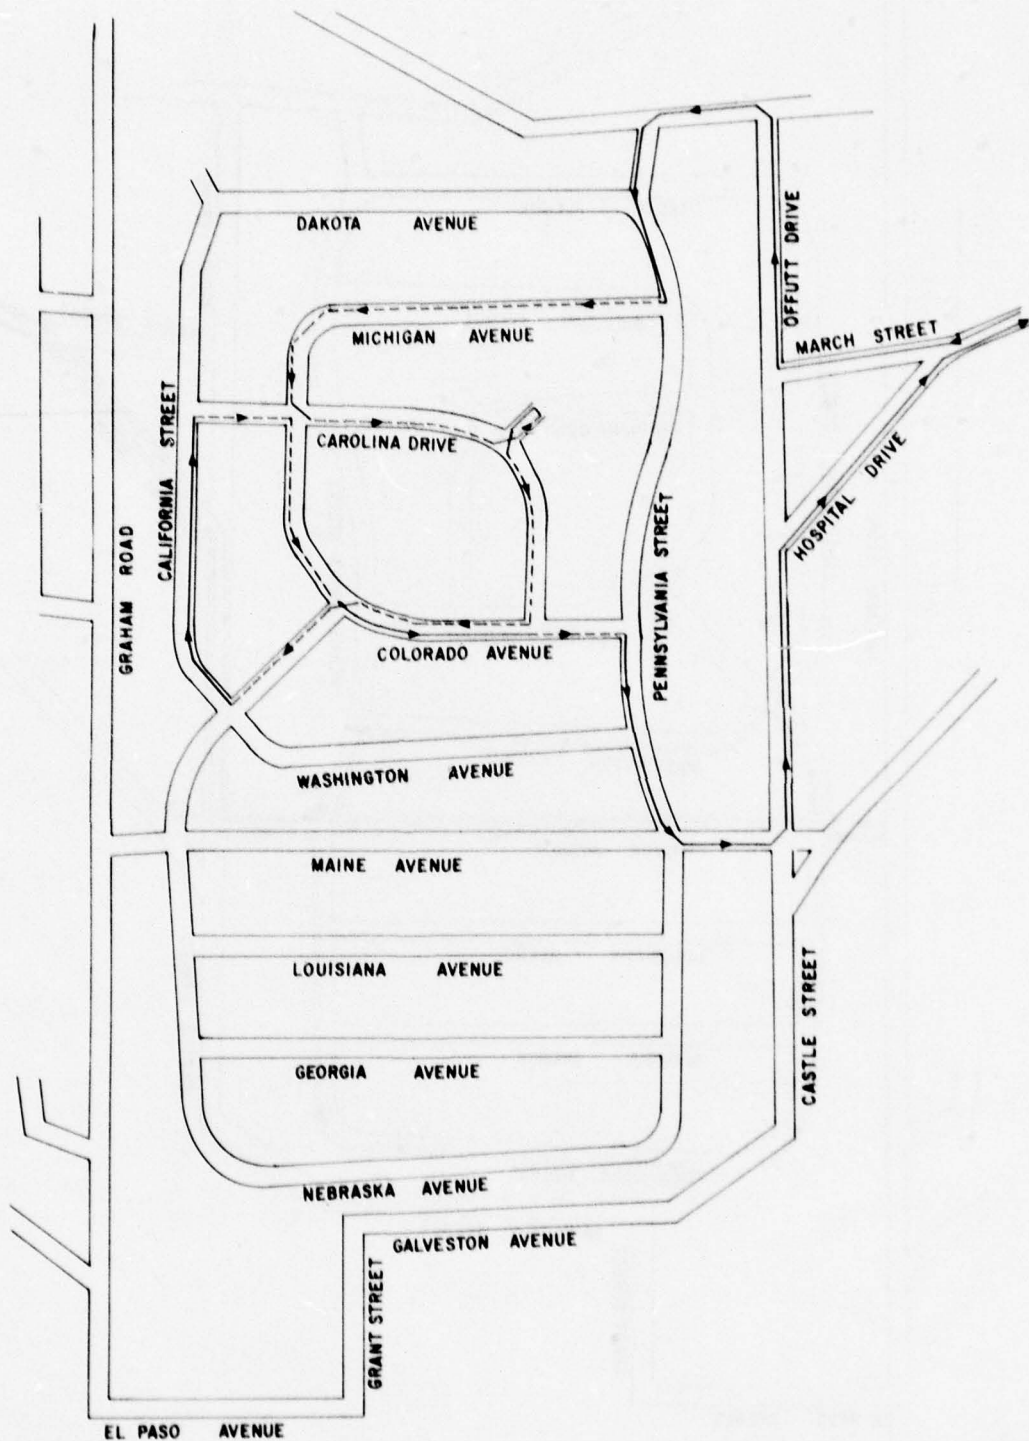 DAKOTA AVENUE
OFFUTT DRIVE
MICHIGAN AVENUE
MARCH STREET
CALIFORNIA STREET
CAROLINA DRIVE
HOSPITAL DRIVE
GRAHAM ROAD
PENNSYLVANIA STREET
COLORADO AVENUE
WASHINGTON AVENUE
MAINE AVENUE
LOUISIANA AVENUE
CASTLE STREET
GEORGIA AVENUE
NEBRASKA AVENUE
GALVESTON AVENUE
GRANT STREET
EL PASO AVENUE